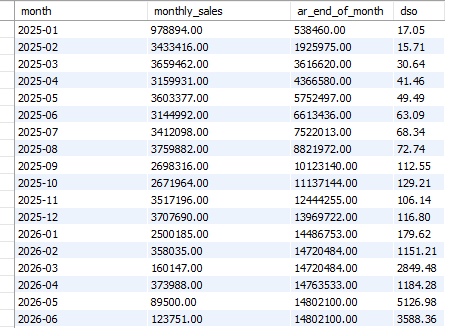 month monthly_sales ar_end_of_month dso
2025-01 978894.00 538460.00 17.05
2025-02 3433416.00 1925975.00 15.71
2025-03 3659462.00 3616620.00 30.64
2025-04 3159931.00 4366580.00 41.46
2025-05 3603377.00 5752497.00 49.49
2025-06 3144992.00 6613436.00 63.09
2025-07 3412098.00 7522013.00 68.34
2025-08 3759882.00 8821972.00 72.74
2025-09 2698316.00 10123140.00 112.55
2025-10 2671964.00 11137144.00 129.21
2025-11 3517196.00 12444255.00 106.14
2025-12 3707690.00 13969722.00 116.80
2026-01 2500185.00 14486753.00 179.62
2026-02 358035.00 14720484.00 1151.21
2026-03 160147.00 14720484.00 2849.48
2026-04 373988.00 14763533.00 1184.28
2026-05 89500.00 14802100.00 5126.98
2026-06 123751.00 14802100.00 3588.36